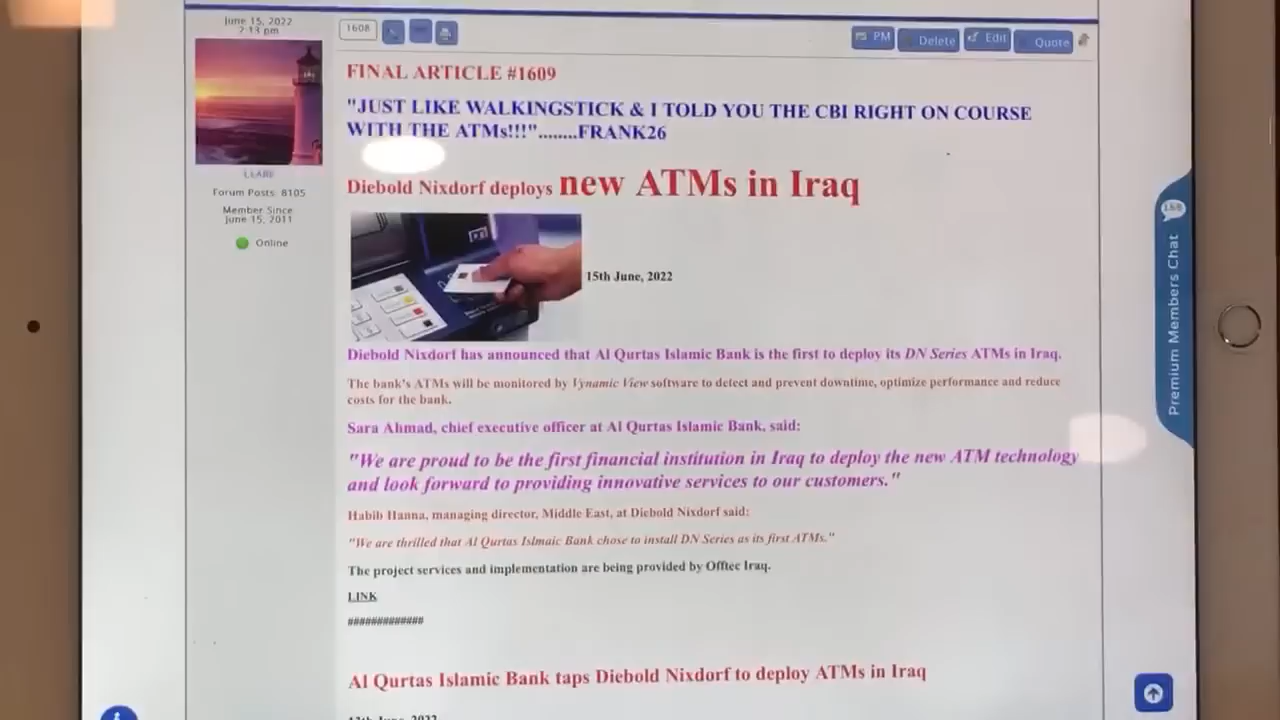 June 15, 2022
2:13 pm
1608
PM
Delete
Edit
Quote
FINAL ARTICLE #1609
"JUST LIKE WALKINGSTICK & I TOLD YOU THE CBI RIGHT ON COURSE
WITH THE ATMs!!!"........FRANK26
Forum Posts: 8105
Member Since
June 15, 2011
Online
Diebold Nixdorf deploys new ATMs in Iraq
15th June, 2022
Diebold Nixdorf has announced that Al Qurtas Islamic Bank is the first to deploy its DN Series ATMs in Iraq.
The bank's ATMs will be monitored by Vynamic View software to detect and prevent downtime, optimize performance and reduce
costs for the bank.
Sara Ahmad, chief executive officer at Al Qurtas Islamic Bank, said:
"We are proud to be the first financial institution in Iraq to deploy the new ATM technology
and look forward to providing innovative services to our customers."
Habib Hanna, managing director, Middle East, at Diebold Nixdorf said:
"We are thrilled that Al Qurtas Islmaic Bank chose to install DN Series as its first ATMs."
The project services and implementation are being provided by Offtec Iraq.
LINK
#############
Al Qurtas Islamic Bank taps Diebold Nixdorf to deploy ATMs in Iraq
168
Premium Members Chat